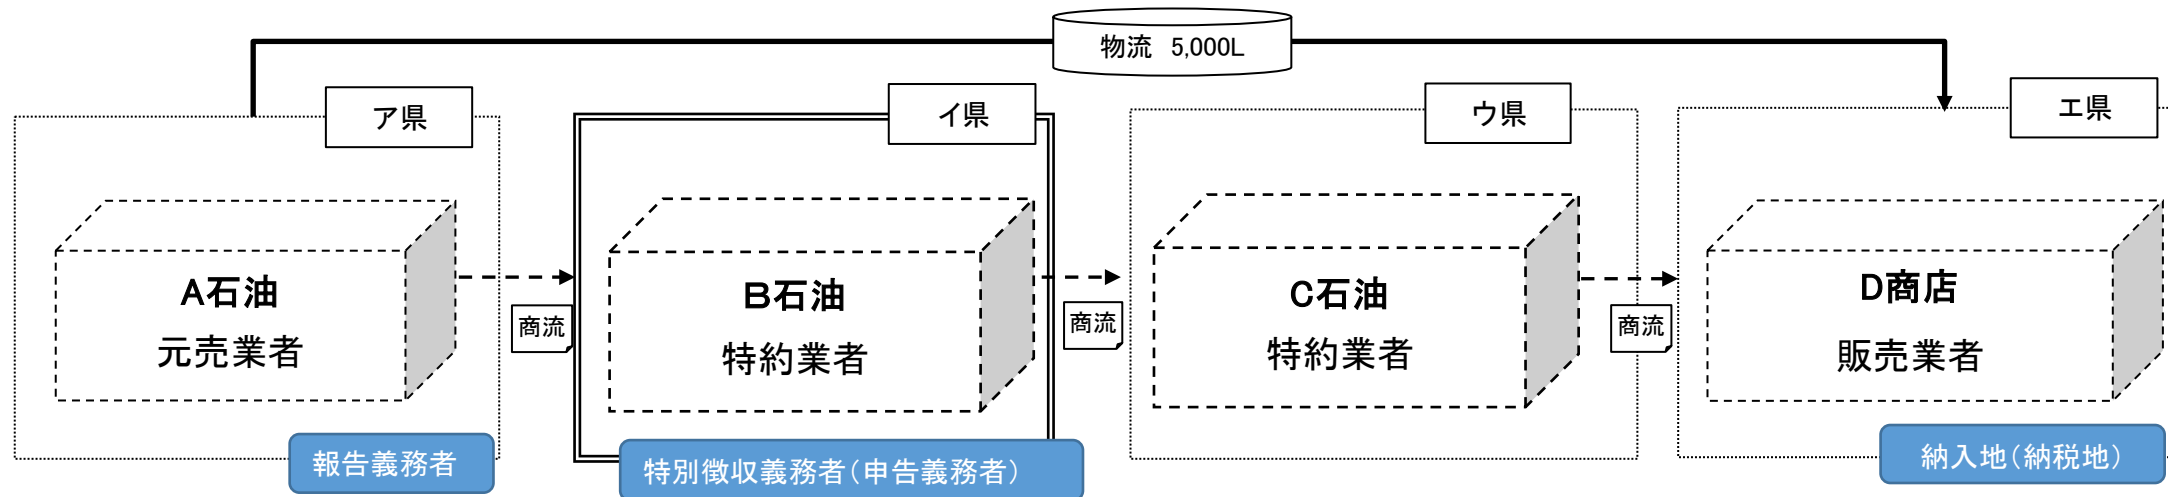 物流 5,000L
ア県
イ県
ウ県
エ県
A石油
元売業者
商流
B石油
特約業者
商流
C石油
特約業者
商流
D商店
販売業者
報告義務者
特別徴収義務者(申告義務者)
納入地(納税地)